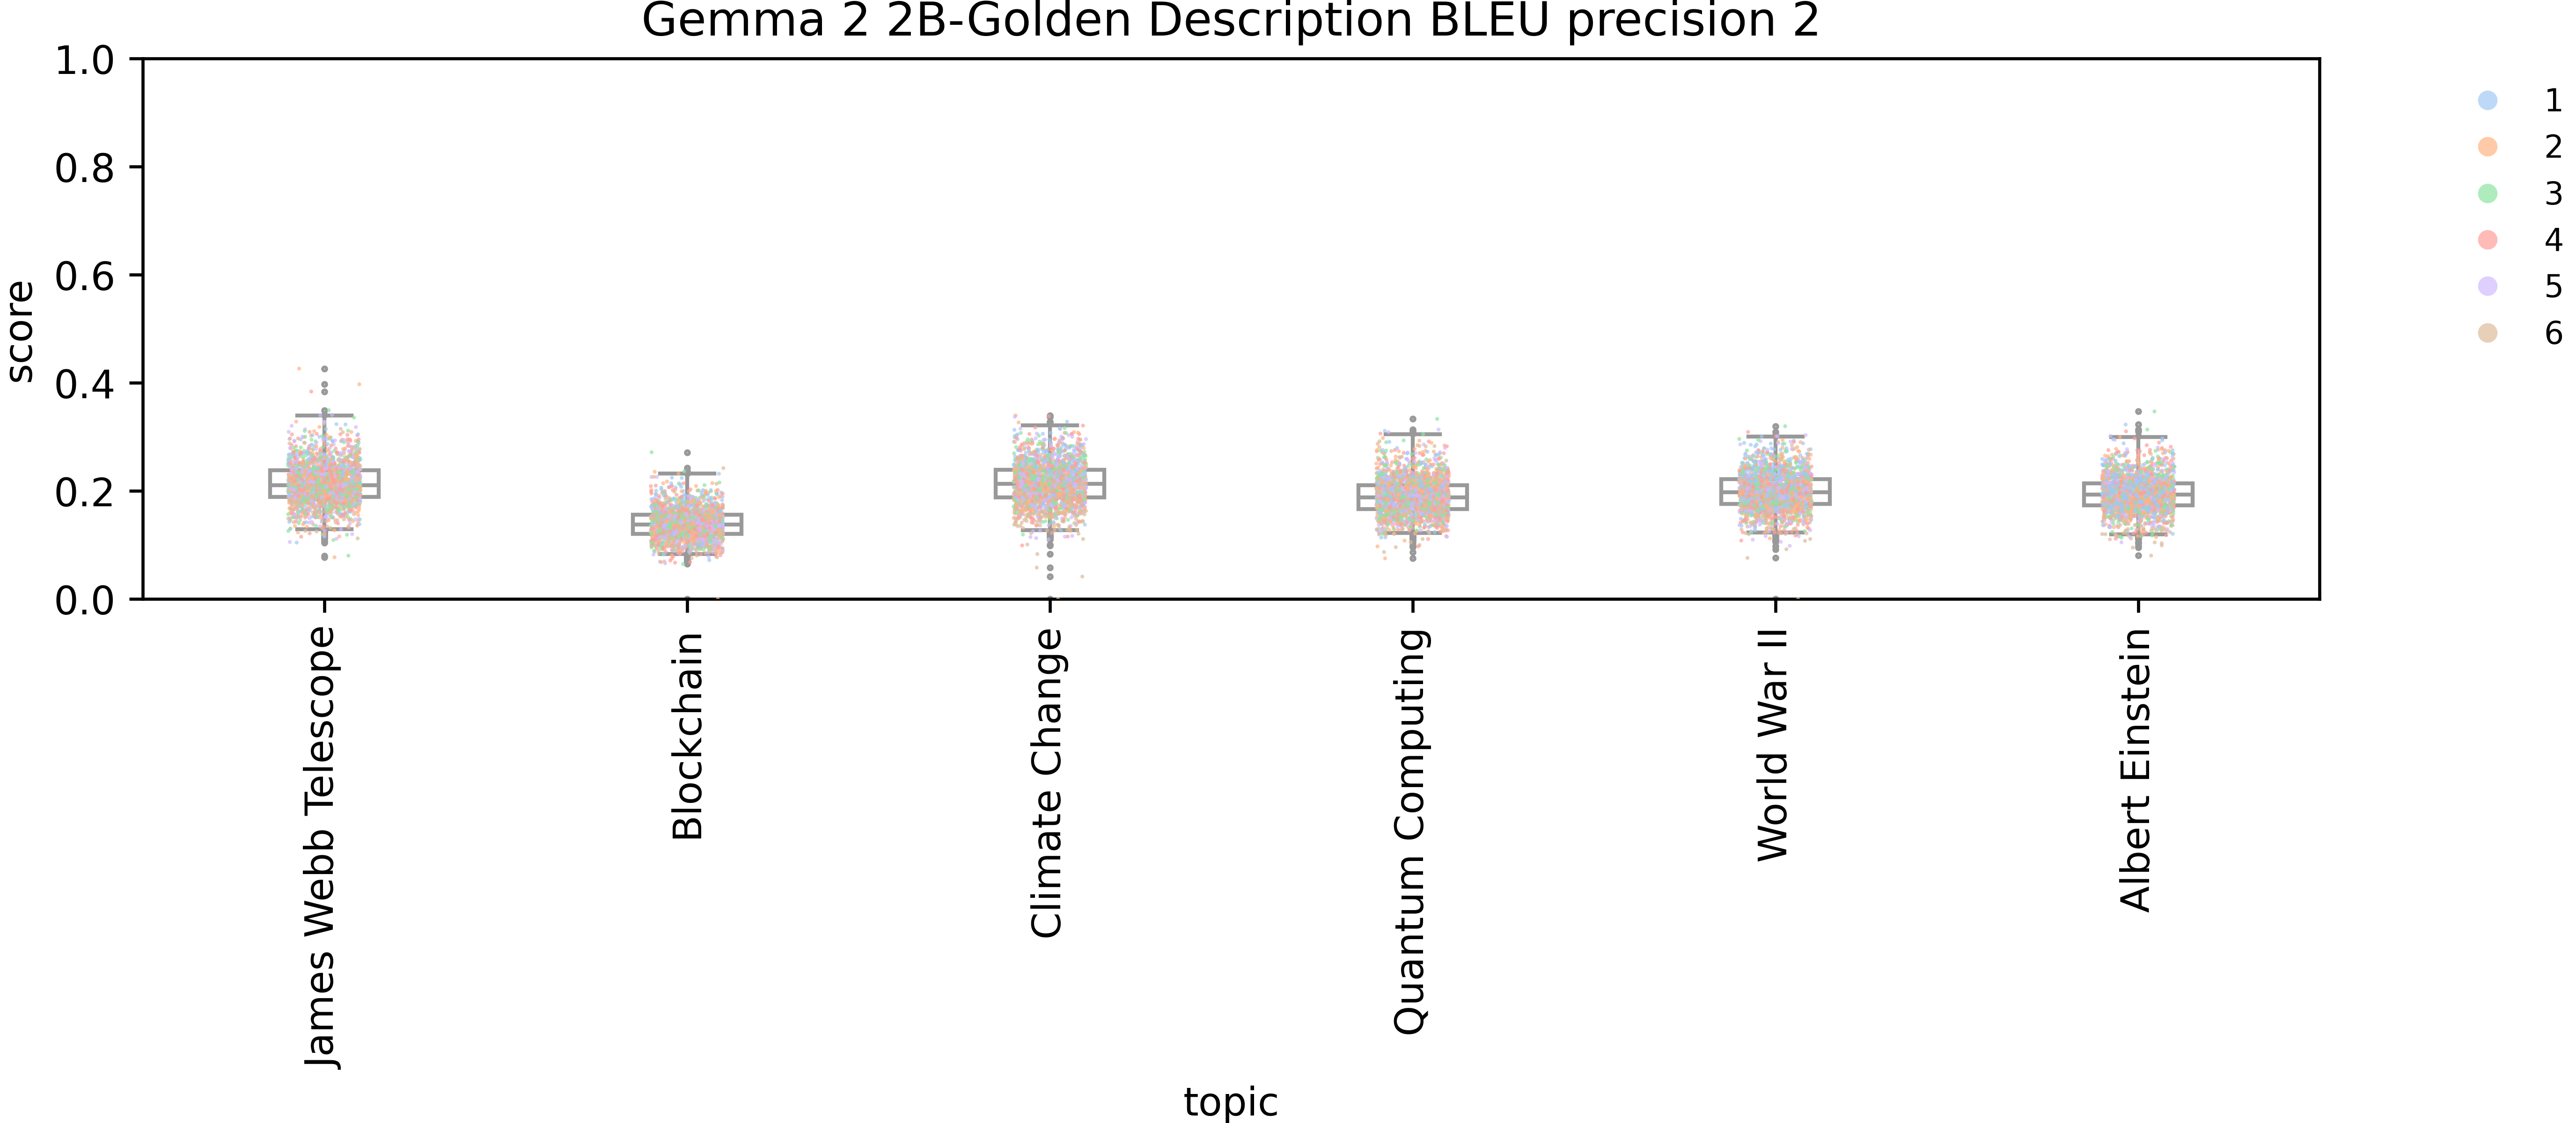 Gemma 2 2B-Golden Description BLEU precision 2
1.0
0.8
0.6
0.4
0.2
0.0
score
James Webb Telescope
Blockchain
Climate Change
Quantum Computing
World War II
Albert Einstein
topic
1
2
3
4
5
6